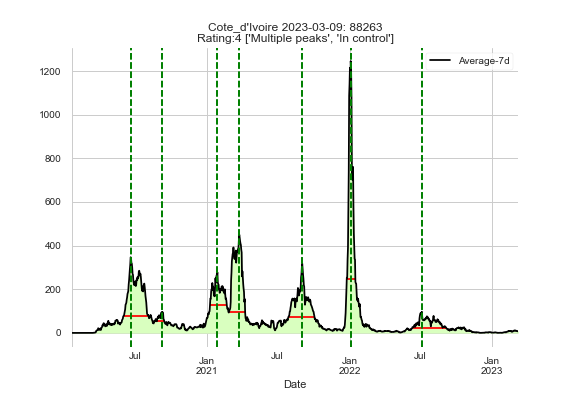 Cote_d'Ivoire 2023-03-09: 88263
Rating:4 ['Multiple peaks', 'In control']
Average-7d
1200
1000
800
600
400
200
0
Jul
Jan
2021
Jul
Jan
2022
Jul
Jan
2023
Date